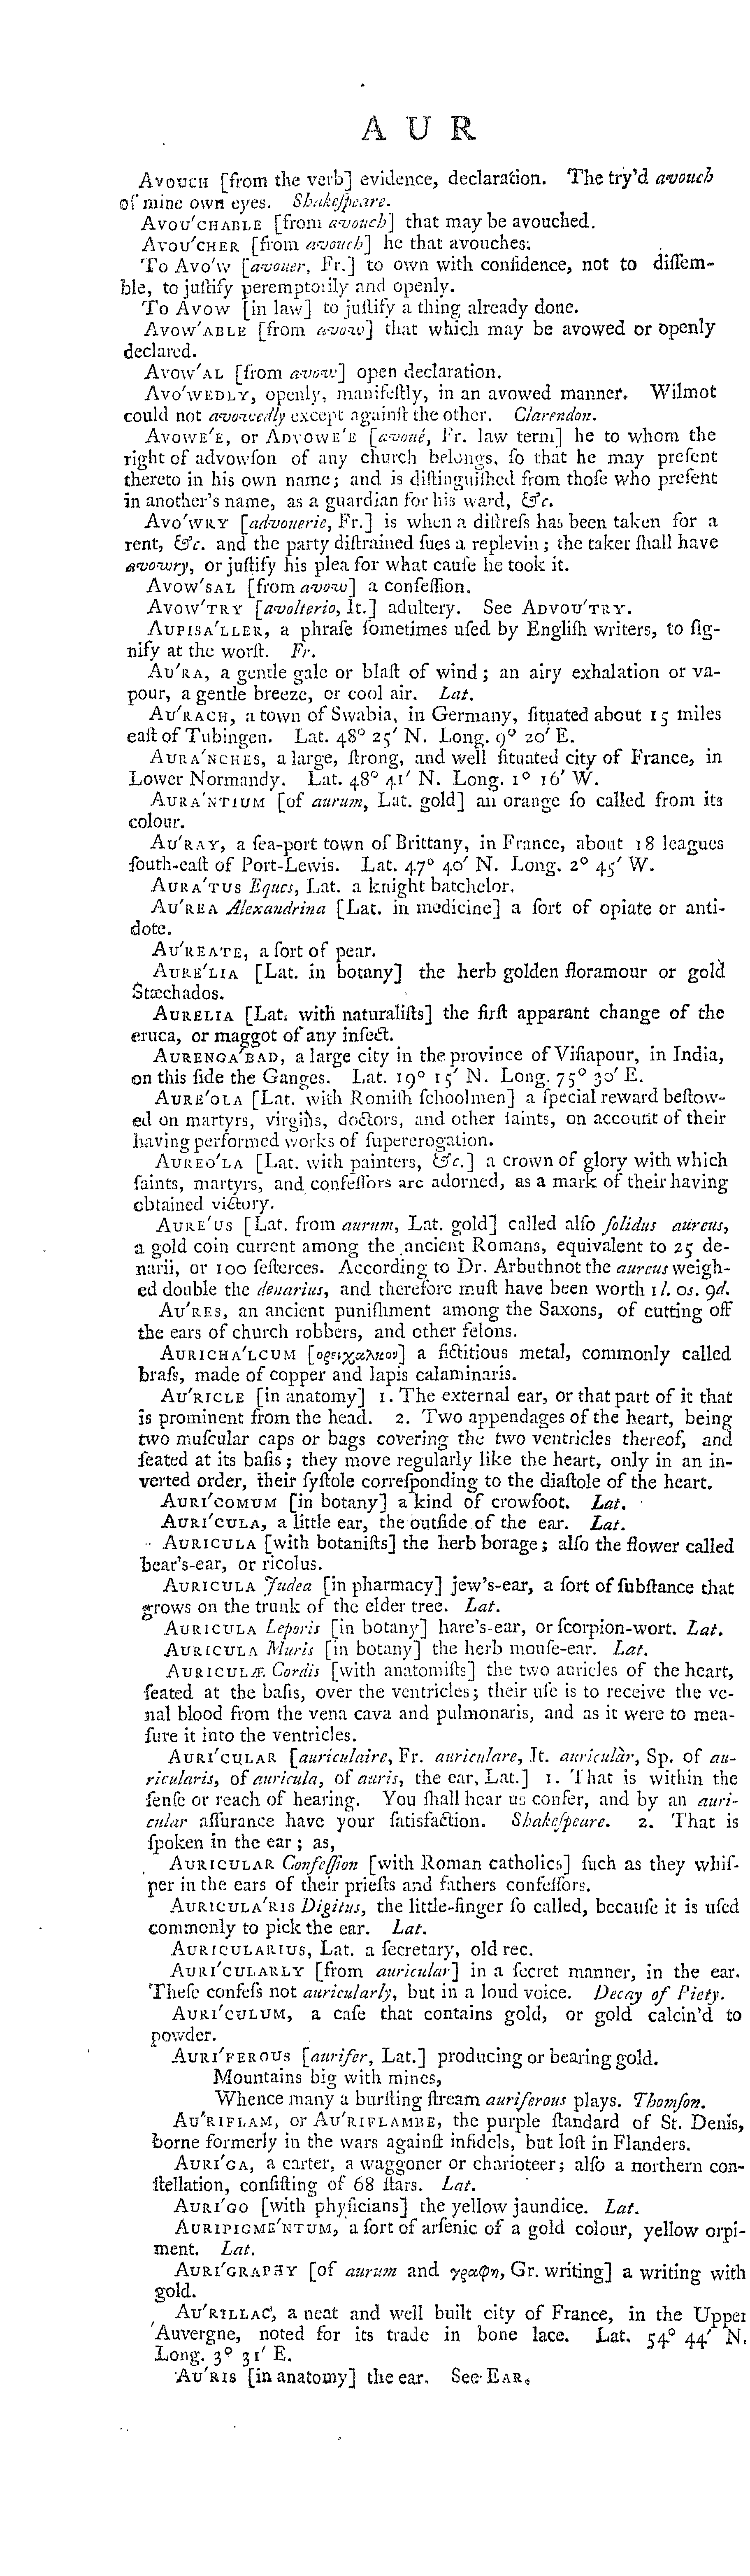 A U R
AVOUCH [from the verb] evidence, declaration. The try'd avouch
of mine own eyes. Shakeſpeare.
AVOU'CHABLE [from avouch] that may be avouched.
AVOU'CHER [from avouch] he that avouches.
To AVO'W [avouer, Fr.] to own with confidence, not to diſſem-
ble, to juſtify peremptorily and openly.
To AVOW [in law] to juſtify a thing already done.
AVOW'ABLE [from avow] that which may be avowed or openly
declared.
AVOW'AL [from avow] open declaration.
AVO'WEDLY, openly, manifeſtly, in an avowed manner. Wilmot
could not avowedly except againſt the other. Clarendon.
AVOWE'E, or ADVOWE'E [avoué, Fr. law term] he to whom the
right of advowſon of any church belongs, ſo that he may preſent
thereto in his own name; and is diſtinguiſhed from thoſe who preſent
in another's name, as a guardian for his ward, &c.
AVO'WRY [advouerie, Fr.] is when a diſtreſs has been taken for a
rent, &c. and the party diſtrained ſues a replevin; the taker ſhall have
avowry, or juſtify his plea for what cauſe he took it.
AVOW'SAL [from avow] a confeſſion.
AVOW'TRY [avolterio, It.] adultery. See ADVOU'TRY.
AUPISA'LLER, a phraſe ſometimes uſed by Engliſh writers, to ſig-
nify at the worſt. Fr.
AU'RA, a gentle gale or blaſt of wind; an airy exhalation or va-
pour, a gentle breeze, or cool air. Lat.
AU'RACH, a town of Swabia, in Germany, ſituated about 15 miles
eaſt of Tubingen. Lat. 48° 25′ N. Long. 9° 20′ E.
AURA'NCHES, a large, ſtrong, and well ſituated city of France, in
Lower Normandy. Lat. 48° 41′ N. Long. 1° 16′ W.
AURA'NTIUM [of aurum, Lat. gold] an orange ſo called from its
colour.
AU'RAY, a ſea-port town of Brittany, in France, about 18 leagues
ſouth-eaſt of Port-Lewis. Lat. 47° 40′ N. Long. 2° 45′ W.
AURA'TUS Eques, Lat. a knight batchelor.
AU'REA Alexandrina [Lat. in medicine] a ſort of opiate or anti-
dote.
AU'REATE, a ſort of pear.
AURE'LIA [Lat. in botany] the herb golden floramour or gold
Stæchados.
AURELIA [Lat. with naturaliſts] the firſt apparant change of the
eruca, or maggot of any inſect.
AURENGA'BAD, a large city in the province of Viſiapour, in India,
on this ſide the Ganges. Lat. 19° 15′ N. Long. 75° 30′ E.
AURE'OLA [Lat. with Romiſh ſchoolmen] a ſpecial reward beſtow-
ed on martyrs, virgins, doctors, and other ſaints, on account of their
having performed works of ſupererogation.
AUREO'LA [Lat. with painters, &c.] a crown of glory with which
ſaints, martyrs, and confeſſors are adorned, as a mark of their having
obtained victory.
AURE'US [Lat. from aurum, Lat. gold] called alſo ſolidus aureus,
a gold coin current among the ancient Romans, equivalent to 25 de-
narii, or 100 ſeſterces. According to Dr. Arbuthnot the aureus weigh-
ed double the denarius, and therefore muſt have been worth 1l. 0s. 9d.
AU'RES, an ancient puniſhment among the Saxons, of cutting off
the ears of church robbers, and other felons.
AURICHA'LCUM [ορειχαλκον] a fictitious metal, commonly called
braſs, made of copper and lapis calaminaris.
AU'RICLE [in anatomy] 1. The external ear, or that part of it that
is prominent from the head. 2. Two appendages of the heart, being
two muſcular caps or bags covering the two ventricles thereof, and
ſeated at its baſis; they move regularly like the heart, only in an in-
verted order, their ſyſtole correſponding to the diaſtole of the heart.
AURI'COMUM [in botany] a kind of crowfoot. Lat.
AURI'CULA, a little ear, the outſide of the ear. Lat.
AURICULA [with botaniſts] the herb borage; alſo the flower called
bear's-ear, or ricolus.
AURICULA Judea [in pharmacy] jew's-ear, a ſort of ſubſtance that
grows on the trunk of the elder tree. Lat.
AURICULA Leporis [in botany] hare's-ear, or ſcorpion-wort. Lat.
AURICULA Muris [in botany] the herb mouſe-ear. Lat.
AURICULÆ Cordis [with anatomiſts] the two auricles of the heart,
ſeated at the baſis, over the ventricles; their uſe is to receive the ve-
nal blood from the vena cava and pulmonaris, and as it were to mea-
ſure it into the ventricles.
AURI'CULAR [auriculaire, Fr. auriculare, It. auriculàr, Sp. of au-
ricularis, of auricula, of auris, the ear, Lat.] 1. That is within the
ſenſe or reach of hearing. You ſhall hear us confer, and by an auri-
cular aſſurance have your ſatisfaction. Shakeſpeare. 2. That is
ſpoken in the ear; as,
AURICULAR Confeſſion [with Roman catholics] ſuch as they whiſ-
per in the ears of their prieſts and fathers confeſſors.
AURICULA'RIS Digitus, the little-finger ſo called, becauſe it is uſed
commonly to pick the ear. Lat.
AURICULARIUS, Lat. a ſecretary, old rec.
AURI'CULARLY [from auricular] in a ſecret manner, in the ear.
Theſe confeſs not auricularly, but in a loud voice. Decay of Piety.
AURI'CULUM, a caſe that contains gold, or gold calcin'd to
powder.
AURI'FEROUS [aurifer, Lat.] producing or bearing gold.
Mountains big with mines,
Whence many a burſting ſtream auriferous plays. Thomſon.
AU'RIFLAM, or AU'RIFLAMBE, the purple ſtandard of St. Denis,
borne formerly in the wars againſt infidels, but loſt in Flanders.
AURI'GA, a carter, a waggoner or charioteer; alſo a northern con-
ſtellation, conſiſting of 68 ſtars. Lat.
AURI'GO [with phyſicians] the yellow jaundice. Lat.
AURIPIGME'NTUM, a ſort of arſenic of a gold colour, yellow orpi-
ment. Lat.
AURI'GRAPHY [of aurum and γραφη, Gr. writing] a writing with
gold.
AU'RILLAC, a neat and well built city of France, in the Upper
Auvergne, noted for its trade in bone lace. Lat. 54° 44′ N.
Long. 3° 31′ E.
AU'RIS [in anatomy] the ear. See EAR.